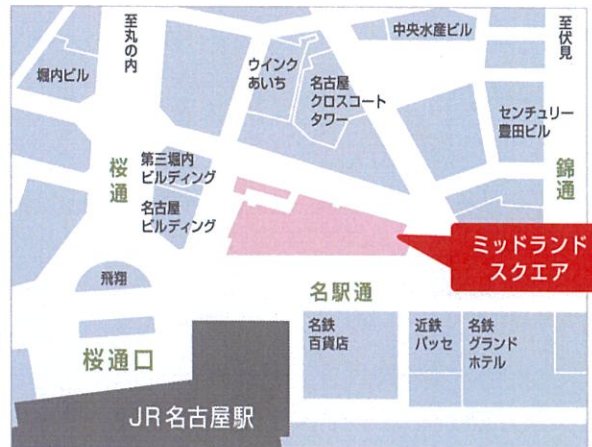 至丸の内
堀内ビル
ウインク
あいち
名古屋
クロスコート
タワー
中央水産ビル
至伏見
センチュリー
豊田ビル
桜通
第三堀内
ビルディング
名古屋
ビルディング
錦通
ミッドランド
スクエア
飛翔
名駅通
桜通口
名鉄
百貨店
近鉄
パッセ
名鉄
グランド
ホテル
JR名古屋駅